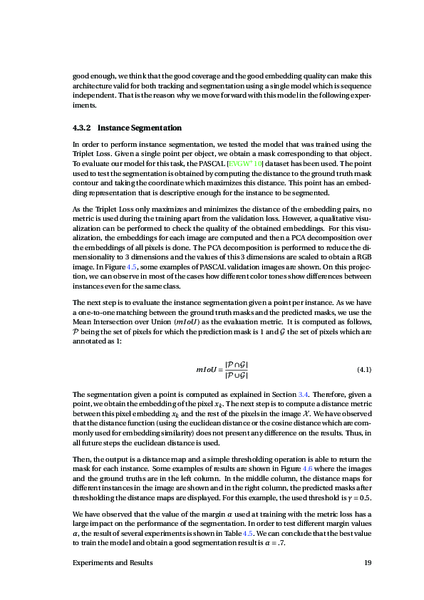 good enough, we think that the good coverage and the good embedding quality can make this
architecture valid for both tracking and segmentation using a single model which is sequence
independent. That is the reason why we move forward with this model in the following exper-
iments.
4.3.2 Instance Segmentation
In order to perform instance segmentation, we tested the model that was trained using the
Triplet Loss. Given a single point per object, we obtain a mask corresponding to that object.
To evaluate our model for this task, the PASCAL [EVGW⁺10] dataset has been used. The point
used to test the segmentation is obtained by computing the distance to the ground truth mask
contour and taking the coordinate which maximizes this distance. This point has an embed-
ding representation that is descriptive enough for the instance to be segmented.
As the Triplet Loss only maximizes and minimizes the distance of the embedding pairs, no
metric is used during the training apart from the validation loss. However, a qualitative visu-
alization can be performed to check the quality of the obtained embeddings. For this visu-
alization, the embeddings for each image are computed and then a PCA decomposition over
the embeddings of all pixels is done. The PCA decomposition is performed to reduce the di-
mensionality to 3 dimensions and the values of this 3 dimensions are scaled to obtain a RGB
image. In Figure 4.5, some examples of PASCAL validation images are shown. On this projec-
tion, we can observe in most of the cases how different color tones show differences between
instances even for the same class.
The next step is to evaluate the instance segmentation given a point per instance. As we have
a one-to-one matching between the ground truth masks and the predicted masks, we use the
Mean Intersection over Union (mIoU) as the evaluation metric. It is computed as follows,
𝒫 being the set of pixels for which the prediction mask is 1 and 𝒢 the set of pixels which are
annotated as 1:
mIoU = |𝒫 ∩ 𝒢| / |𝒫 ∪ 𝒢| (4.1)
The segmentation given a point is computed as explained in Section 3.4. Therefore, given a
point, we obtain the embedding of the pixel xₖ. The next step is to compute a distance metric
between this pixel embedding xₖ and the rest of the pixels in the image 𝒳. We have observed
that the distance function (using the euclidean distance or the cosine distance which are com-
monly used for embedding similarity) does not present any difference on the results. Thus, in
all future steps the euclidean distance is used.
Then, the output is a distance map and a simple thresholding operation is able to return the
mask for each instance. Some examples of results are shown in Figure 4.6 where the images
and the ground truths are in the left column. In the middle column, the distance maps for
different instances in the image are shown and in the right column, the predicted masks after
thresholding the distance maps are displayed. For this example, the used threshold is γ = 0.5.
We have observed that the value of the margin α used at training with the metric loss has a
large impact on the performance of the segmentation. In order to test different margin values
α, the result of several experiments is shown in Table 4.5. We can conclude that the best value
to train the model and obtain a good segmentation result is α = .7.
Experiments and Results 19